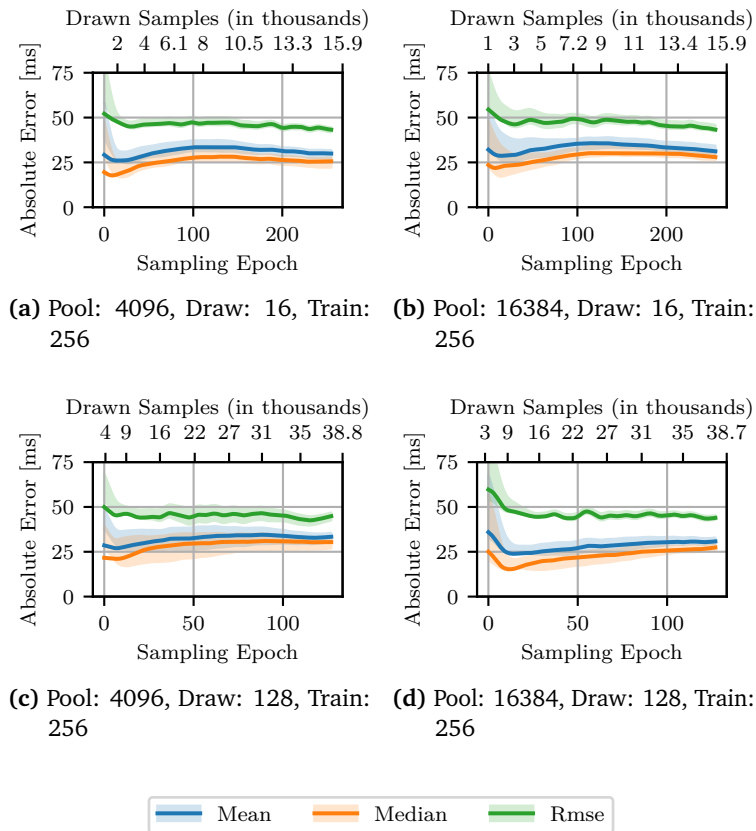 Drawn Samples (in thousands)
2 4 6.1 8 10.5 13.3 15.9
75
50
25
0
Absolute Error [ms]
0 100 200
Sampling Epoch
(a) Pool: 4096, Draw: 16, Train:
256
Drawn Samples (in thousands)
1 3 5 7.2 9 11 13.4 15.9
75
50
25
0
Absolute Error [ms]
0 100 200
Sampling Epoch
(b) Pool: 16384, Draw: 16, Train:
256
Drawn Samples (in thousands)
4 9 16 22 27 31 35 38.8
75
50
25
0
Absolute Error [ms]
0 50 100
Sampling Epoch
(c) Pool: 4096, Draw: 128, Train:
256
Drawn Samples (in thousands)
3 9 16 22 27 31 35 38.7
75
50
25
0
Absolute Error [ms]
0 50 100
Sampling Epoch
(d) Pool: 16384, Draw: 128, Train:
256
Mean Median Rmse